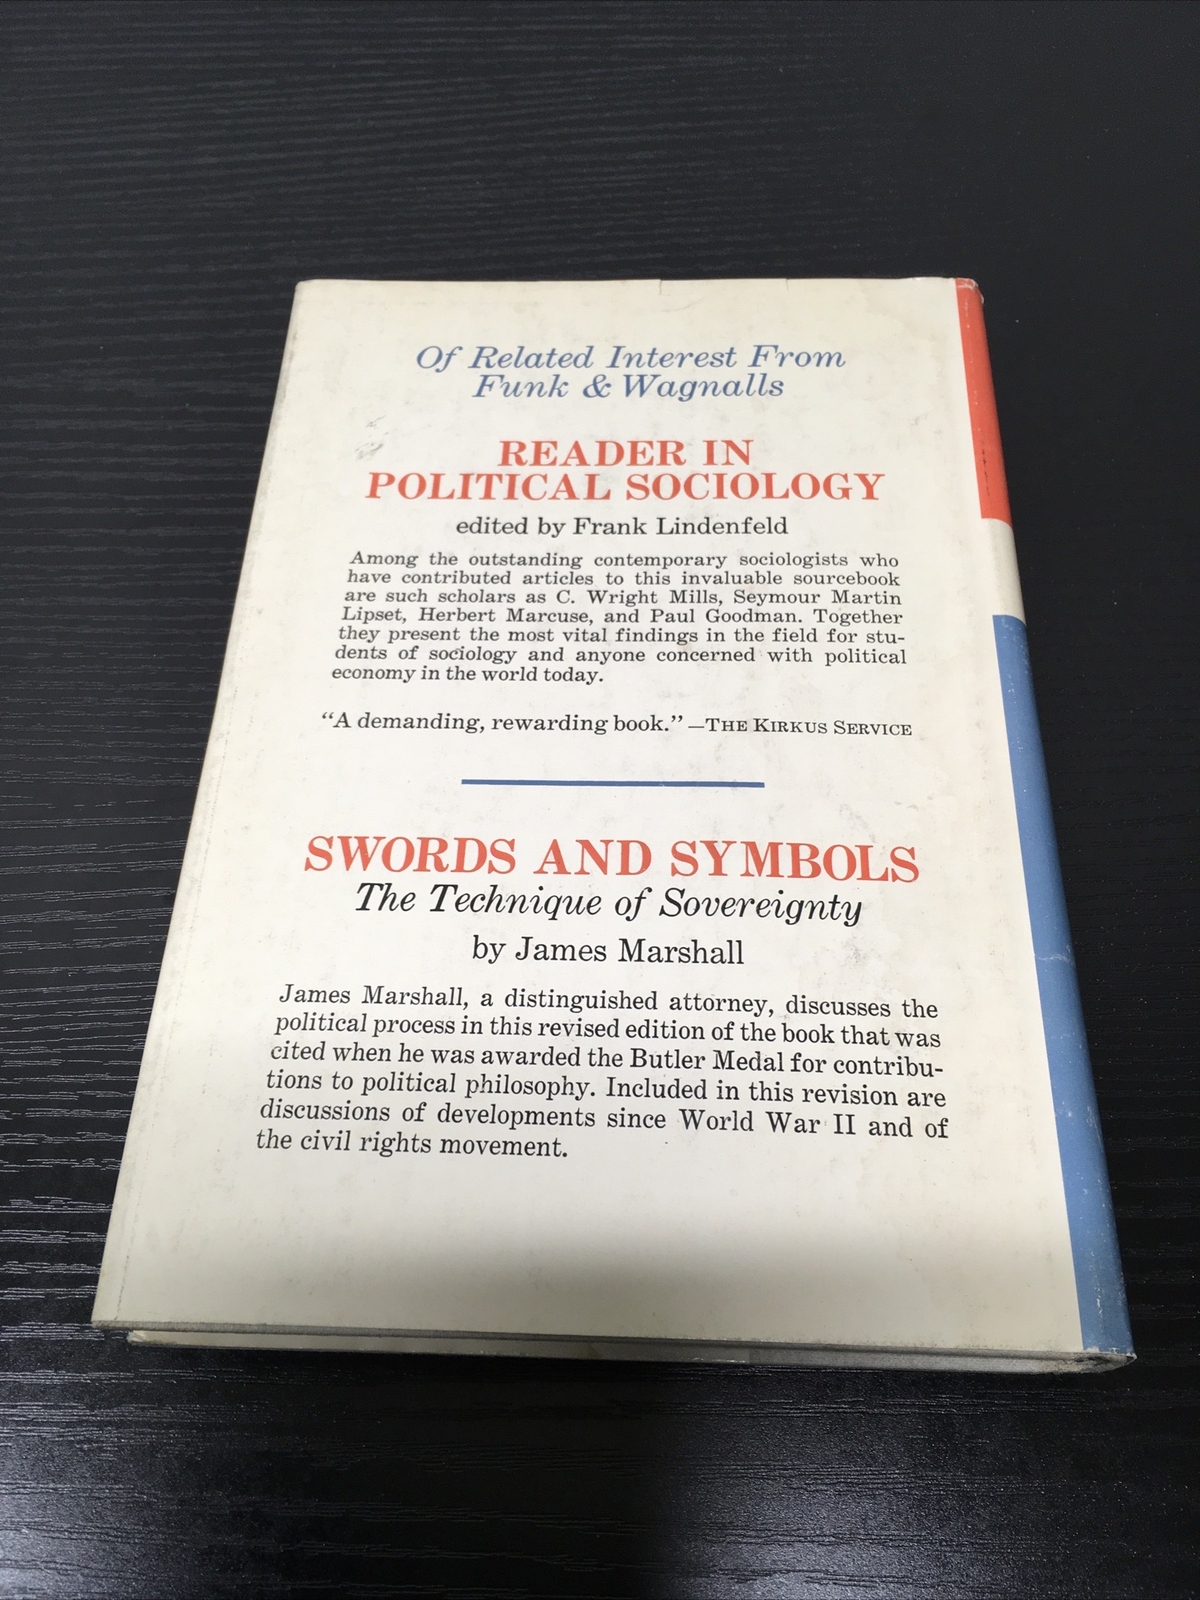 Of Related Interest From
Funk & Wagnalls
READER IN
POLITICAL SOCIOLOGY
edited by Frank Lindenfeld
Among the outstanding contemporary sociologists who
have contributed articles to this invaluable sourcebook
are such scholars as C. Wright Mills, Seymour Martin
Lipset, Herbert Marcuse, and Paul Goodman. Together
they present the most vital findings in the field for stu-
dents of sociology and anyone concerned with political
economy in the world today.
“A demanding, rewarding book.” —THE KIRKUS SERVICE
SWORDS AND SYMBOLS
The Technique of Sovereignty
by James Marshall
James Marshall, a distinguished attorney, discusses the
political process in this revised edition of the book that was
cited when he was awarded the Butler Medal for contribu-
tions to political philosophy. Included in this revision are
discussions of developments since World War II and of
the civil rights movement.